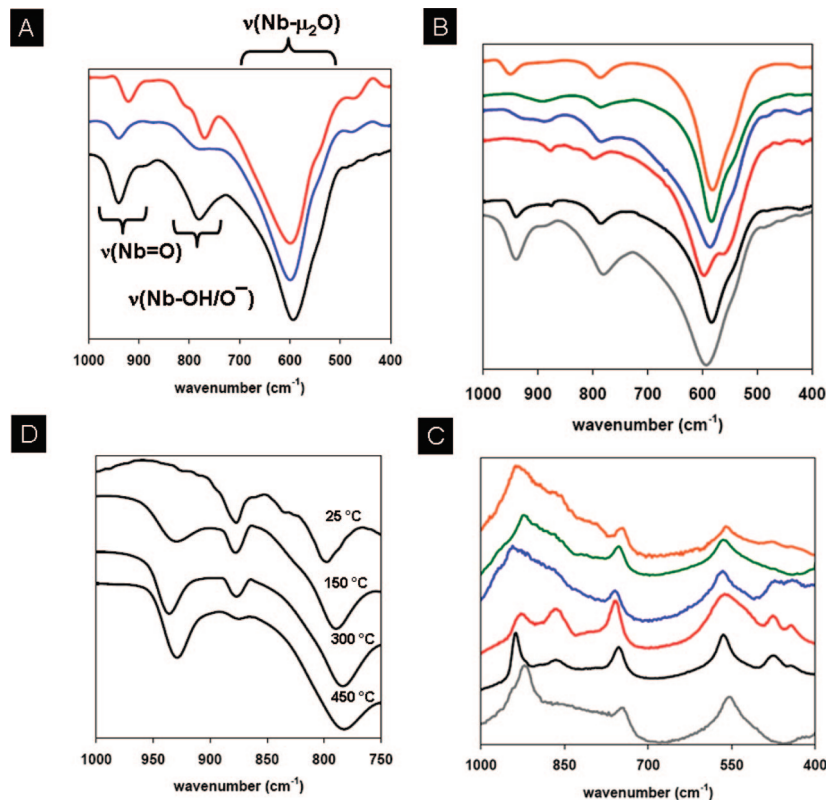 A
ν(Nb-μ₂O)
ν(Nb=O)
ν(Nb-OH/O⁻)
1000 900 800 700 600 500 400
wavenumber (cm⁻¹)
B
1000 900 800 700 600 500 400
wavenumber (cm⁻¹)
D
25 °C
150 °C
300 °C
450 °C
1000 950 900 850 800 750
wavenumber (cm⁻¹)
C
1000 850 700 550 400
wavenumber (cm⁻¹)